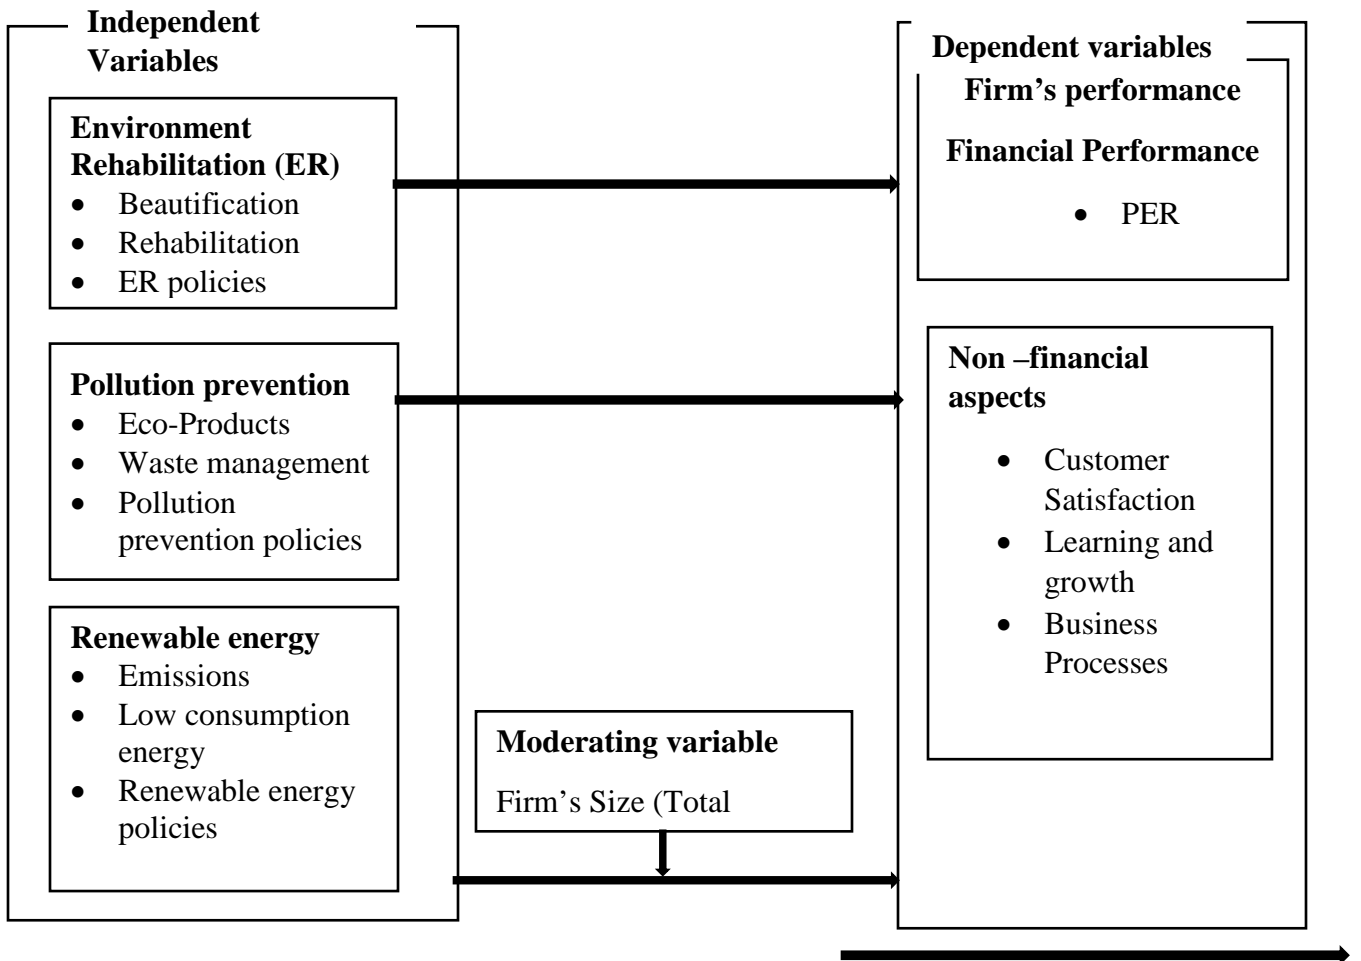 Independent
Variables
Environment
Rehabilitation (ER)
• Beautification
• Rehabilitation
• ER policies
Pollution prevention
• Eco-Products
• Waste management
• Pollution
prevention policies
Renewable energy
• Emissions
• Low consumption
energy
• Renewable energy
policies
Moderating variable
Firm’s Size (Total
Dependent variables
Firm’s performance
Financial Performance
• PER
Non –financial
aspects
• Customer
Satisfaction
• Learning and
growth
• Business
Processes